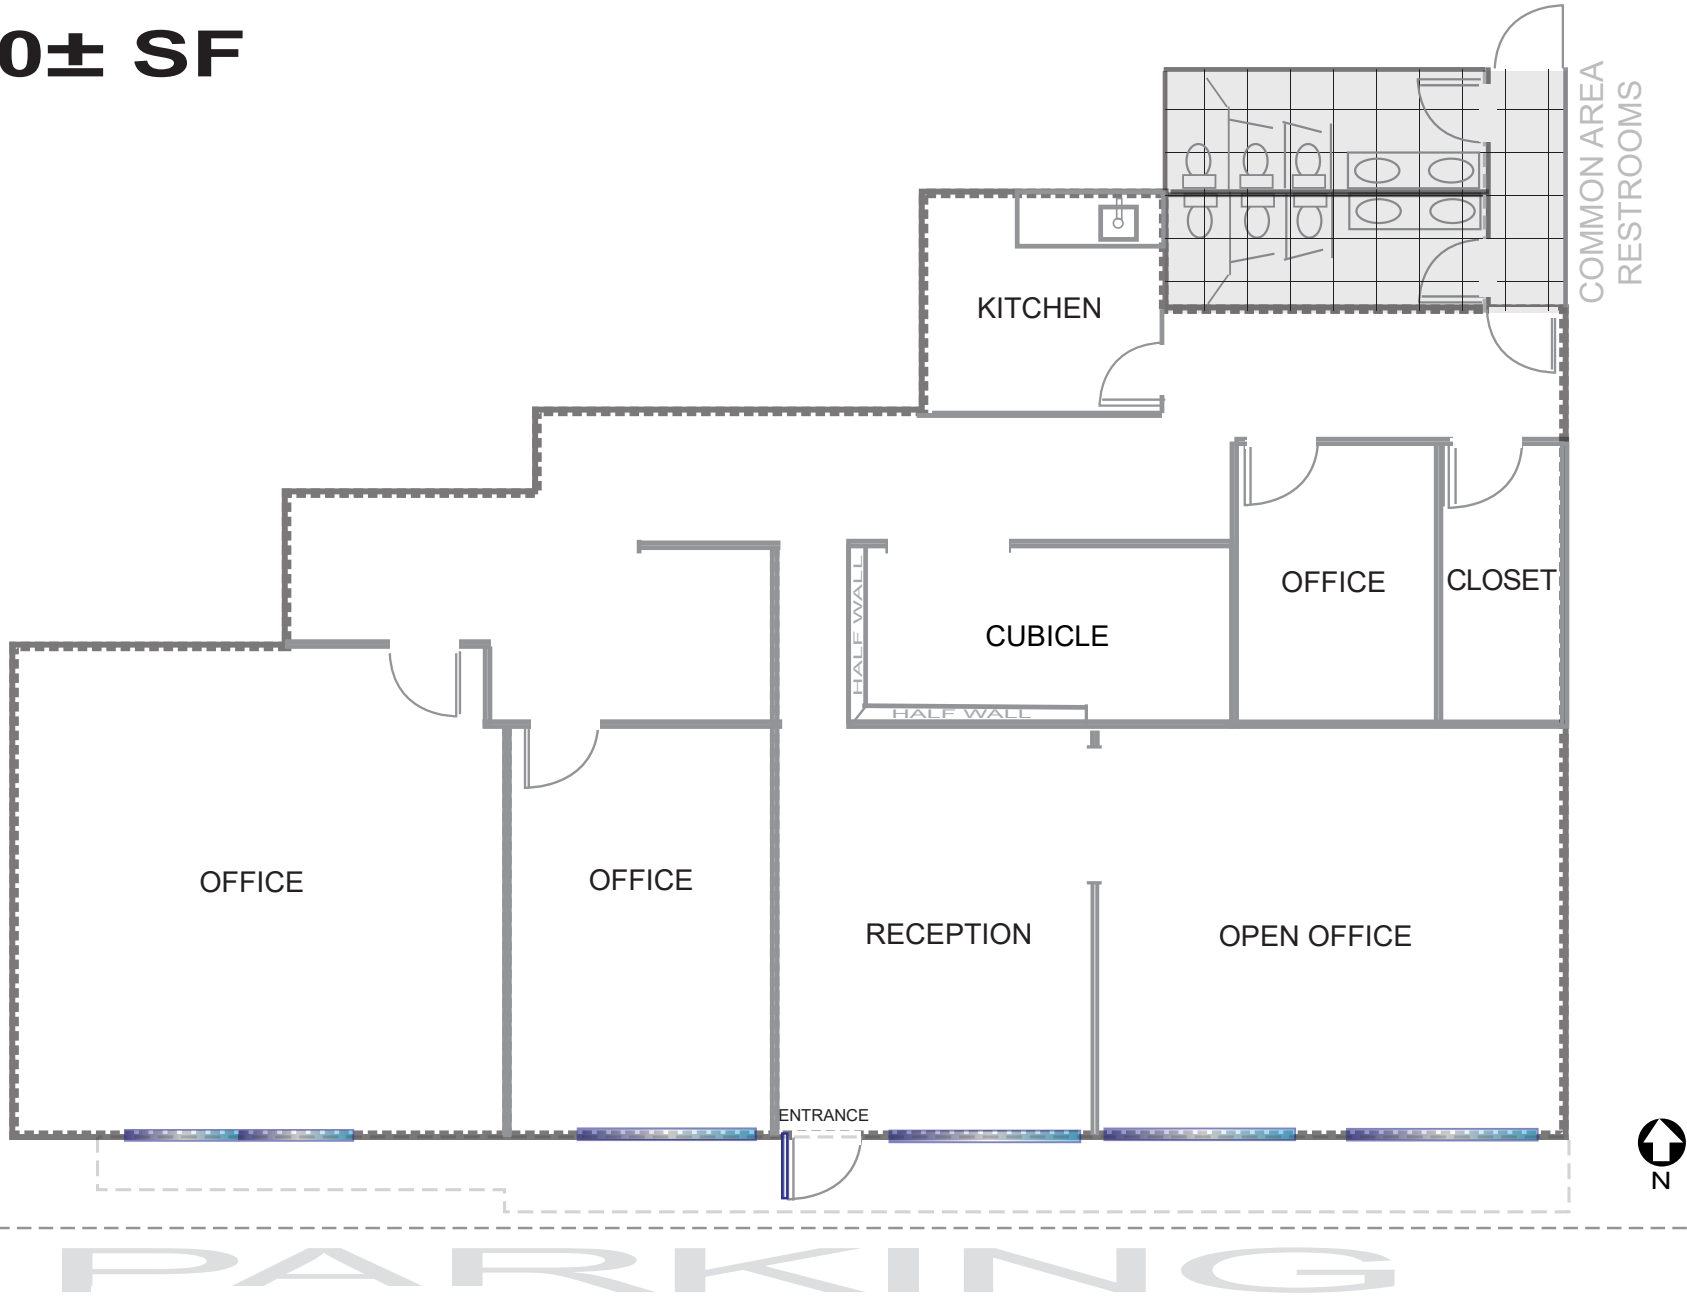 0± SF
COMMON AREA
RESTROOMS
KITCHEN
OFFICE
CLOSET
HALF WALL
CUBICLE
HALF WALL
OFFICE
OFFICE
RECEPTION
OPEN OFFICE
ENTRANCE
N
PARKING